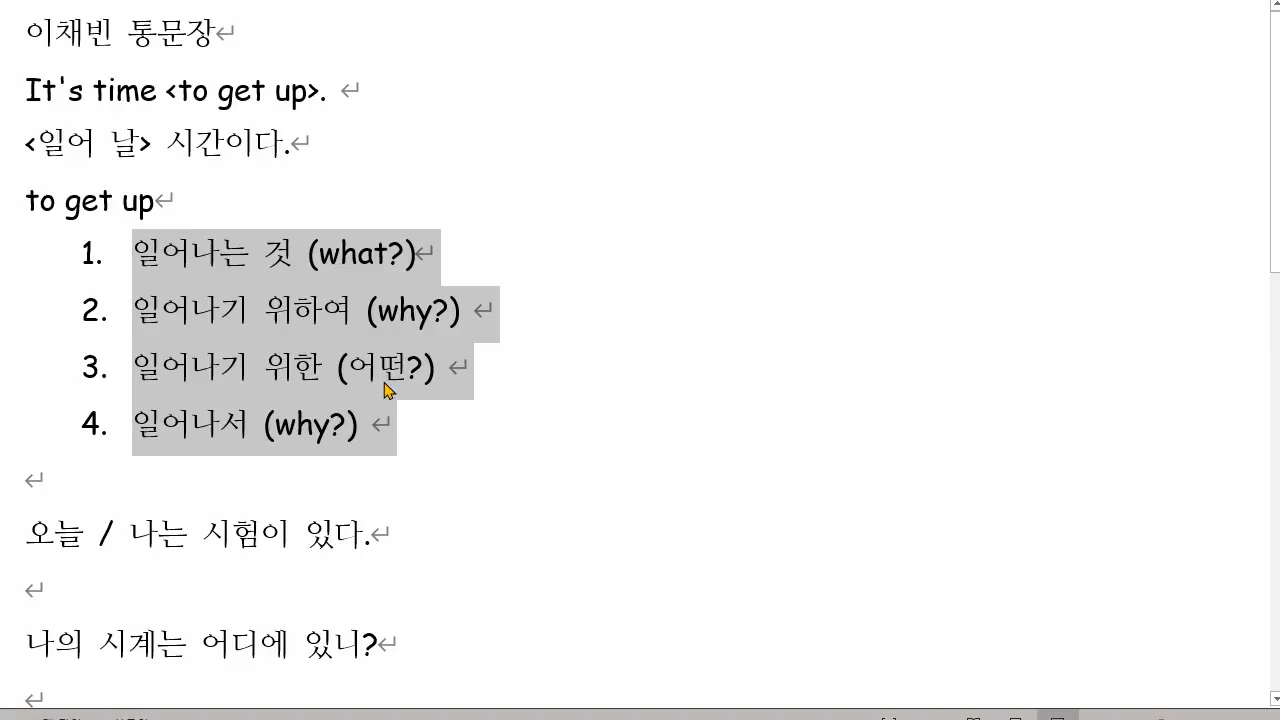 이채빈 통문장
It's time <to get up>.
<일어 날> 시간이다.
to get up
1. 일어나는 것 (what?)
2. 일어나기 위하여 (why?)
3. 일어나기 위한 (어떤?)
4. 일어나서 (why?)
오늘 / 나는 시험이 있다.
나의 시계는 어디에 있니?